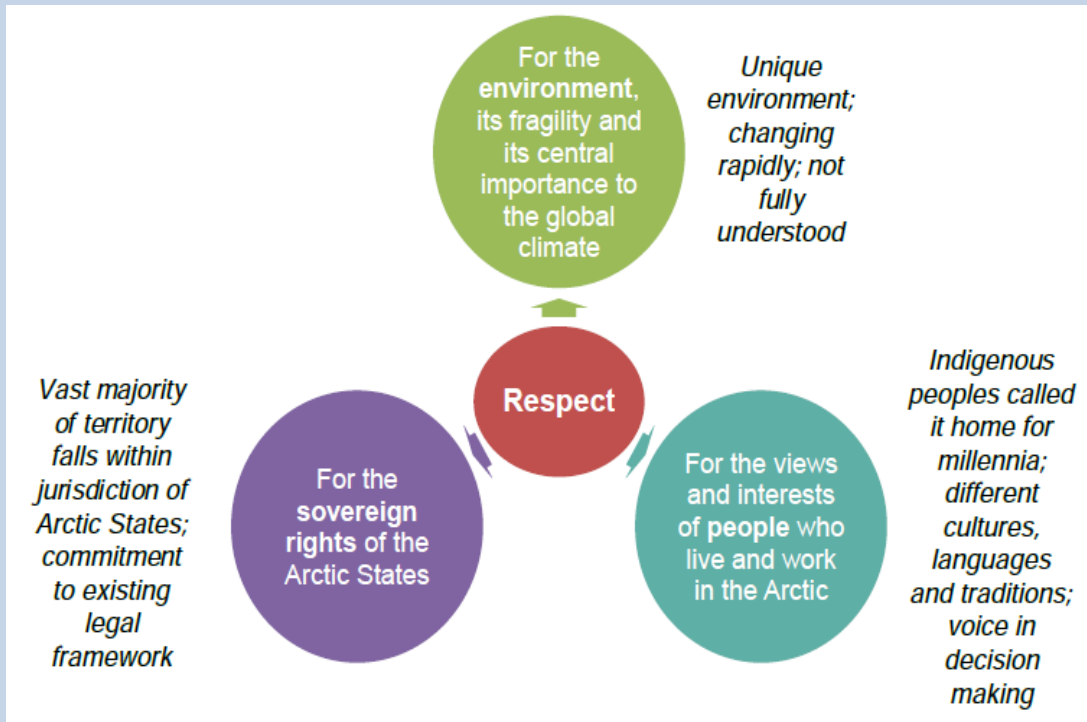 For the
environment,
its fragility and
its central
importance to
the global
climate
Unique
environment;
changing
rapidly; not
fully
understood
Respect
Vast majority
of territory
falls within
jurisdiction of
Arctic States;
commitment
to existing
legal
framework
For the
sovereign
rights of the
Arctic States
For the views
and interests
of people who
live and work
in the Arctic
Indigenous
peoples called
it home for
millennia;
different
cultures,
languages
and traditions;
voice in
decision
making